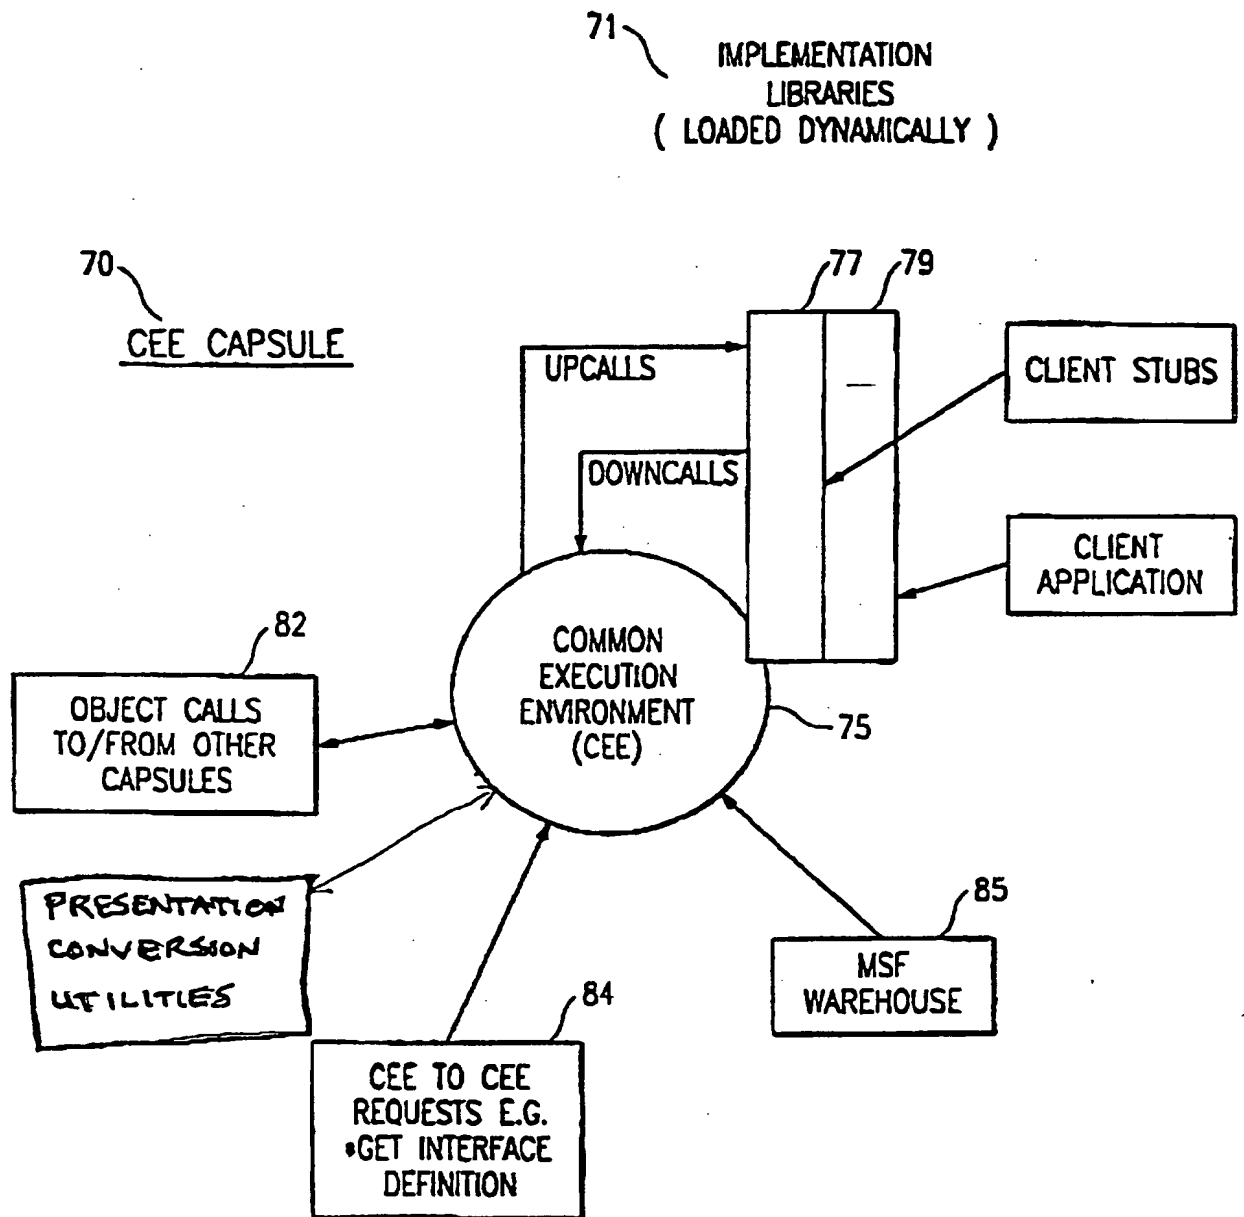 71
IMPLEMENTATION
LIBRARIES
( LOADED DYNAMICALLY )
70
CEE CAPSULE
77
79
UPCALLS
DOWNCALLS
CLIENT STUBS
CLIENT
APPLICATION
COMMON
EXECUTION
ENVIRONMENT
(CEE)
75
82
OBJECT CALLS
TO/FROM OTHER
CAPSULES
PRESENTATION
CONVERSION
UTILITIES
85
MSF
WAREHOUSE
84
CEE TO CEE
REQUESTS E.G.
•GET INTERFACE
DEFINITION